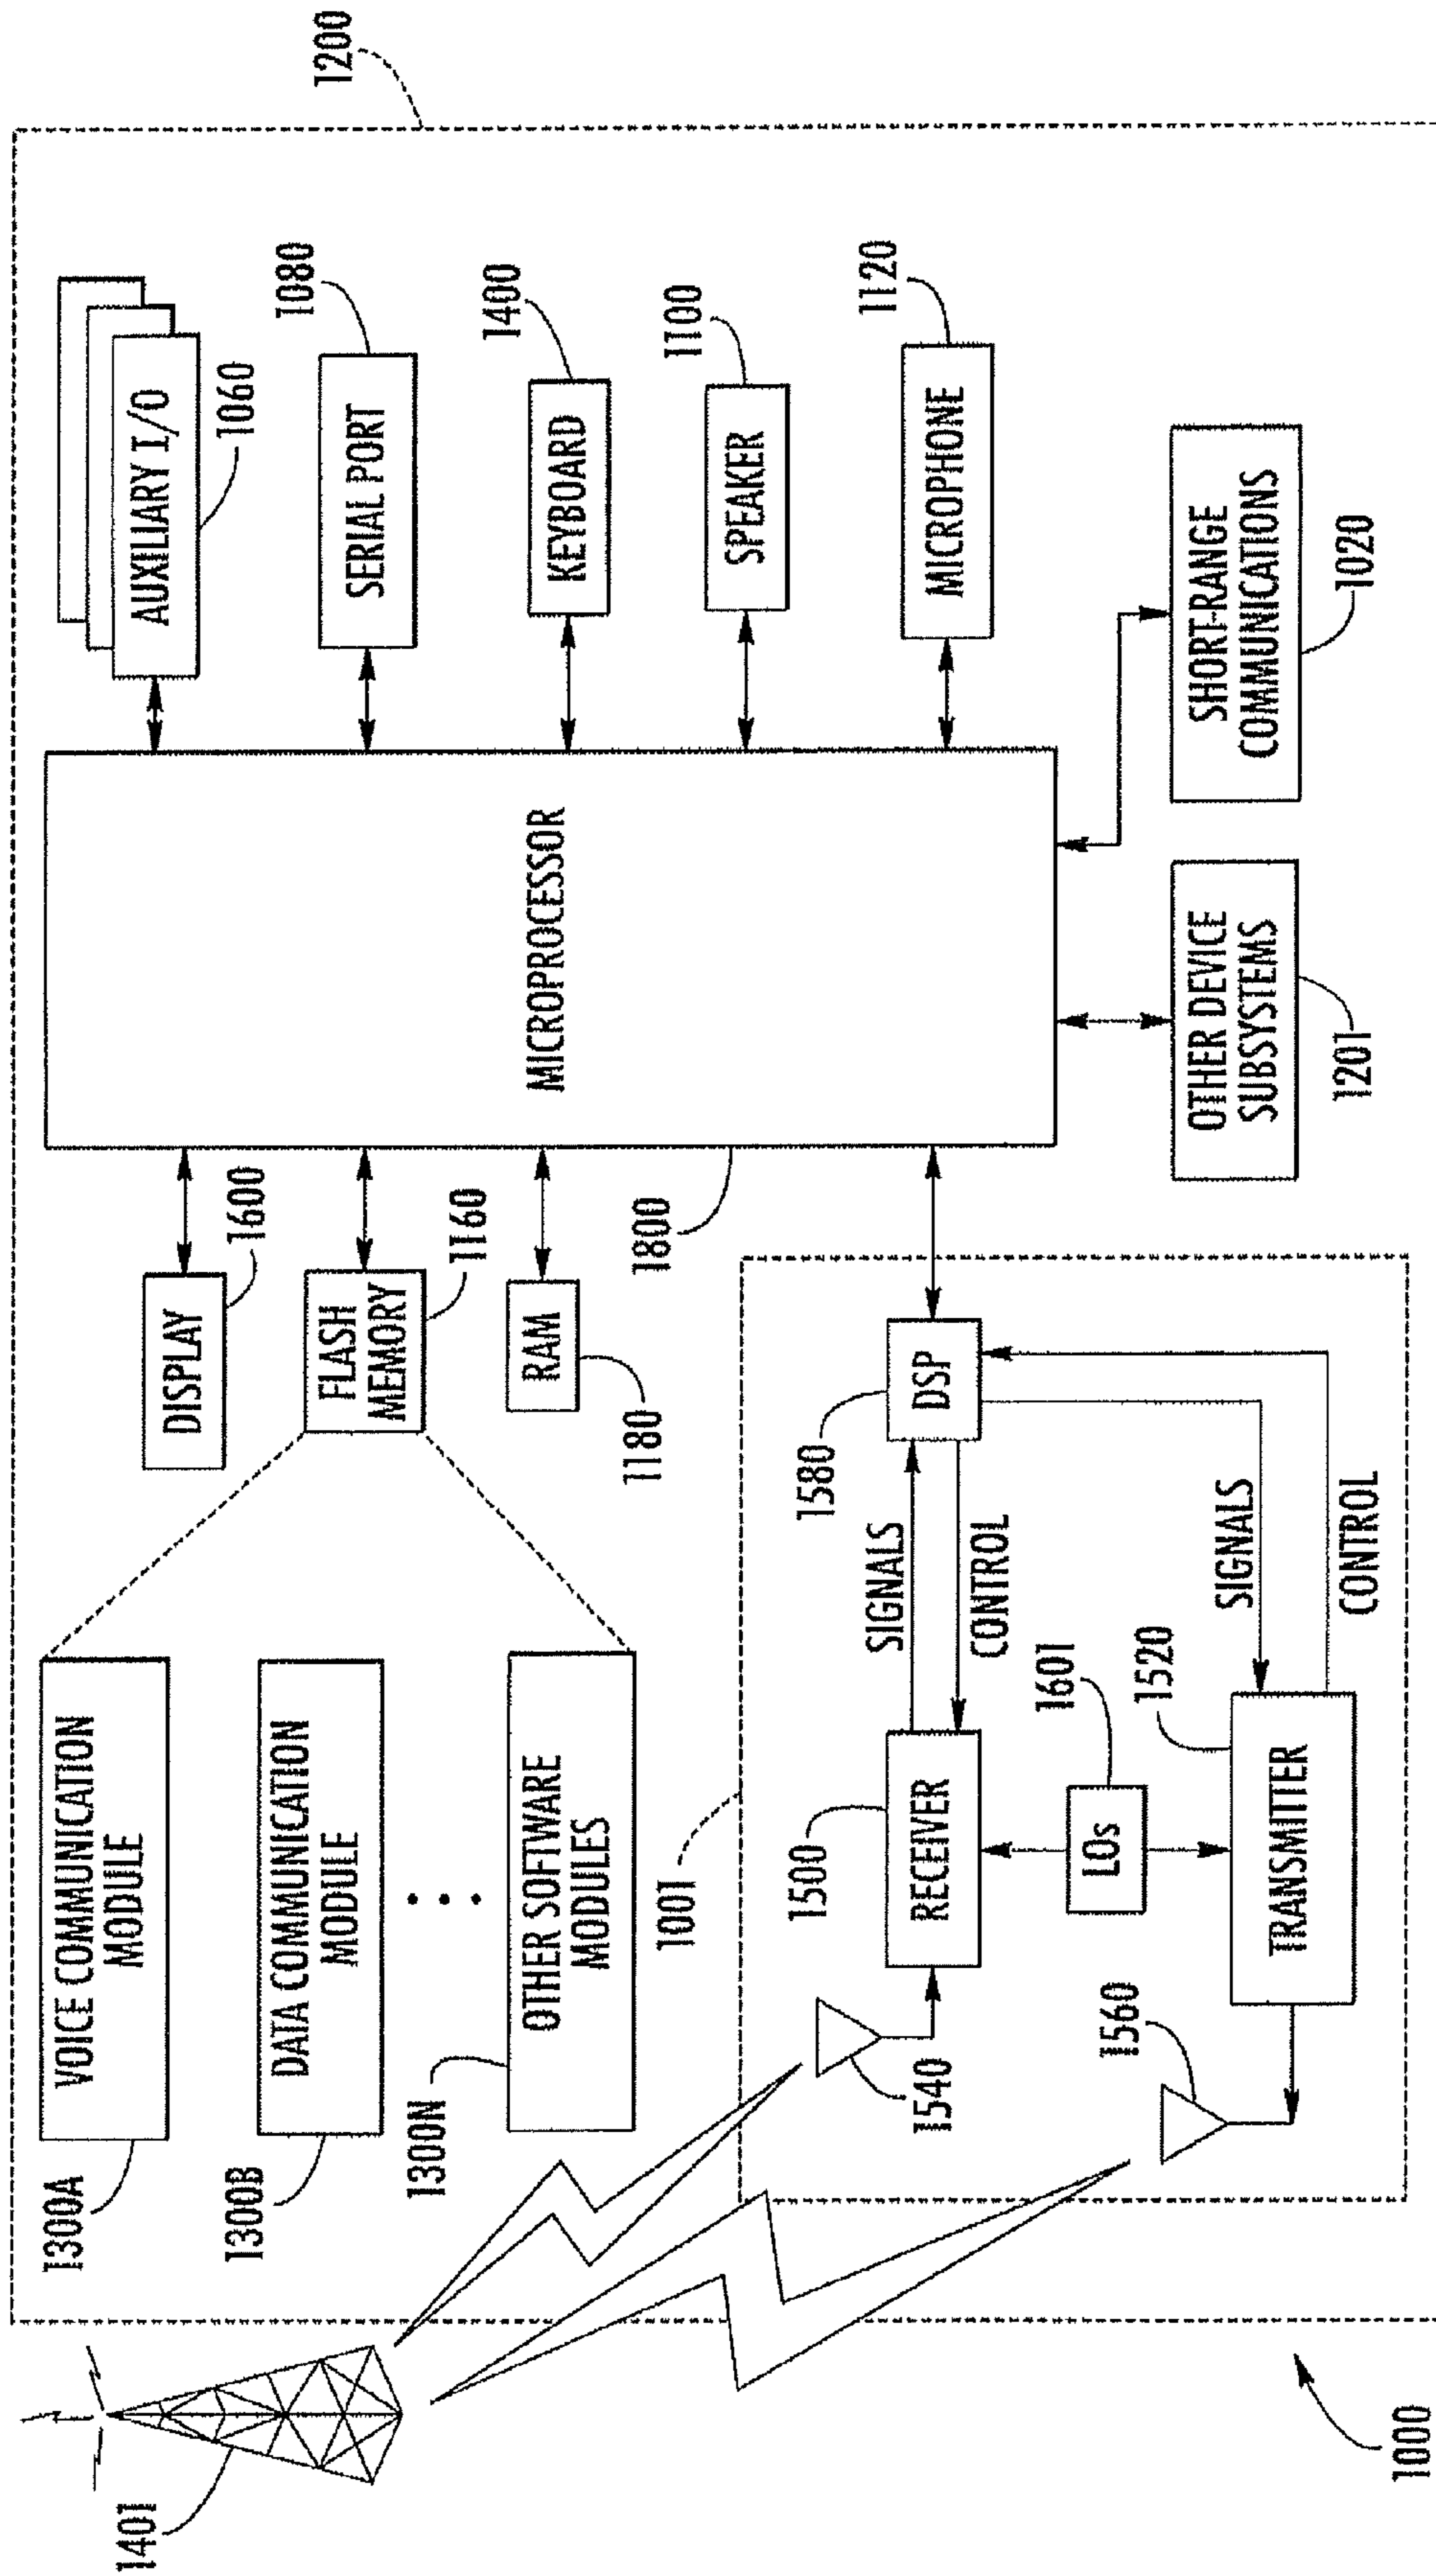 1200
AUXILIARY I/O
1060
SERIAL PORT
1080
KEYBOARD
1400
SPEAKER
1100
MICROPHONE
1120
SHORT-RANGE
COMMUNICATIONS
1020
MICROPROCESSOR
1800
OTHER DEVICE
SUBSYSTEMS
1201
DISPLAY
1600
FLASH
MEMORY
1160
RAM
1180
VOICE COMMUNICATION
MODULE
1300A
DATA COMMUNICATION
MODULE
1300B
OTHER SOFTWARE
MODULES
1300N
1001
DSP
1580
SIGNALS
CONTROL
SIGNALS
CONTROL
RECEIVER
1500
LOs
1601
TRANSMITTER
1520
1540
1560
1401
1000